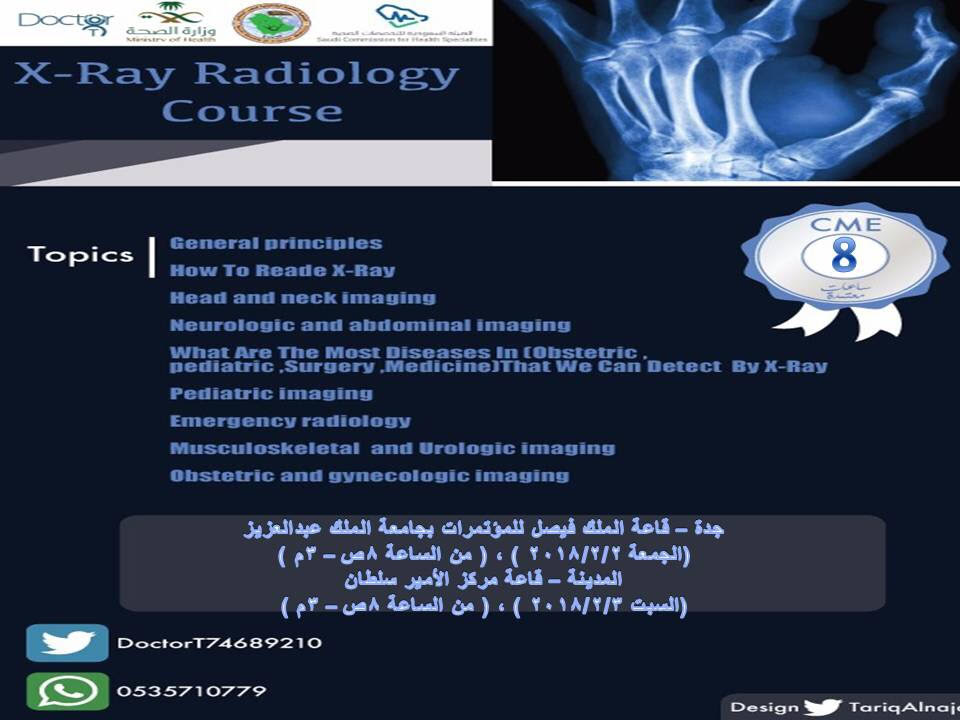 Doctor
وزارة الصحة
Ministry of Health
الهيئة السعودية للتخصصات الصحية
Saudi Commission for Health Specialties
X-Ray Radiology
Course
CME
8
ساعات
معتمدة
Topics
General principles
How To Reade X-Ray
Head and neck imaging
Neurologic and abdominal imaging
What Are The Most Diseases In (Obstetric ,
pediatric ,Surgery ,Medicine)That We Can Detect By X-Ray
Pediatric imaging
Emergency radiology
Musculoskeletal and Urologic imaging
Obstetric and gynecologic imaging
جدة – قاعة الملك فيصل للمؤتمرات بجامعة الملك عبدالعزيز
(الجمعة ٢٠١٨/٢/٢ ) ، ( من الساعة ٨ص – ٣م )
المدينة – قاعة مركز الأمير سلطان
(السبت ٢٠١٨/٢/٣ ) ، ( من الساعة ٨ص – ٣م )
DoctorT74689210
0535710779
Design TariqAlnaja